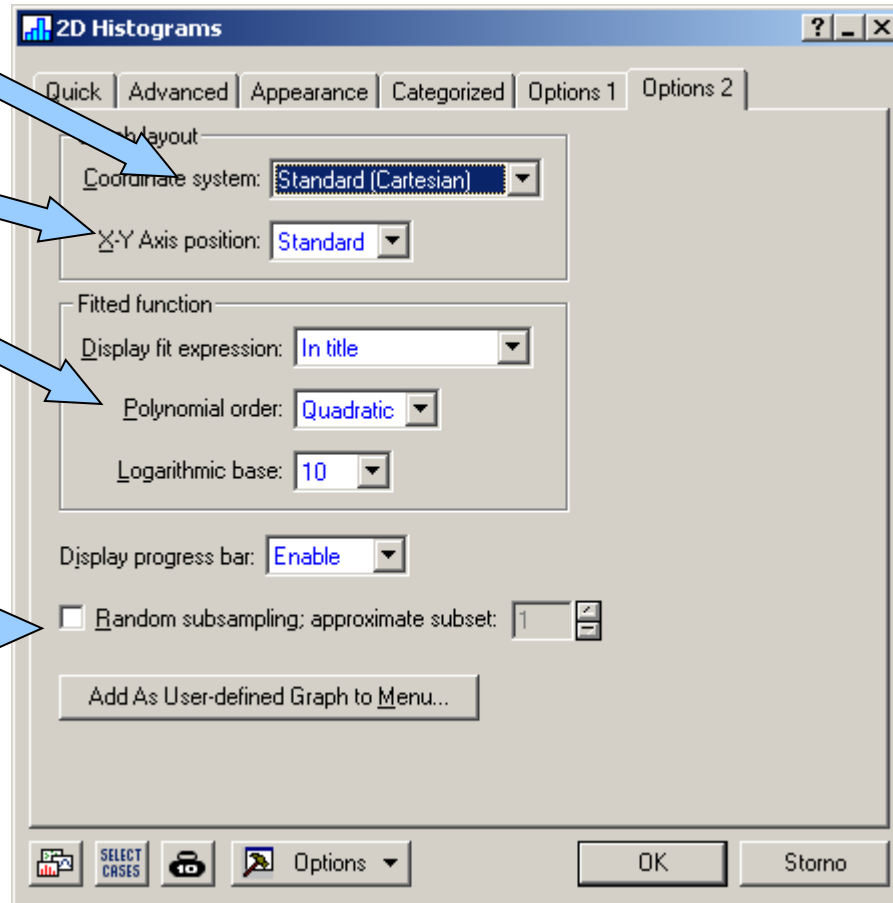 2D Histograms
Quick Advanced Appearance Categorized Options 1 Options 2
layout
Coordinate system: Standard (Cartesian)
X-Y Axis position: Standard
Fitted function
Display fit expression: In title
Polynomial order: Quadratic
Logarithmic base: 10
Display progress bar: Enable
Random subsampling; approximate subset: 1
Add As User-defined Graph to Menu...
SELECT CASES Options OK Storno